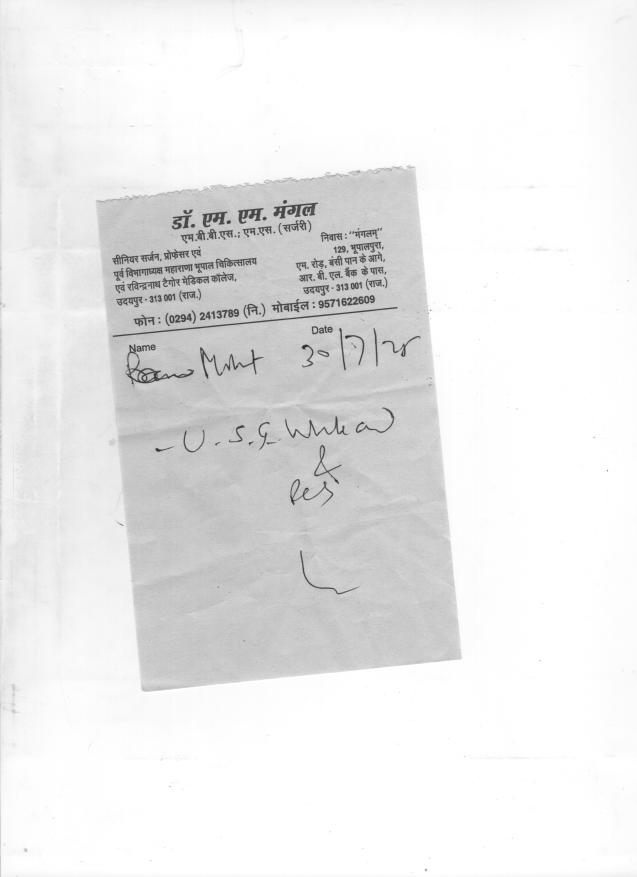 डॉ. एम. एम. मंगल
एम.बी.बी.एस.; एम.एस. (सर्जरी)
सीनियर सर्जन, प्रोफेसर एवं
पूर्व विभागाध्यक्ष महाराणा भूपाल चिकित्सालय
एवं रविन्द्रनाथ टैगोर मेडिकल कॉलेज,
उदयपुर - 313 001 (राज.)
निवास : "मंगलम्"
129, भूपालपुरा,
एम. रोड, बंसी पान के आगे,
आर. बी. एल. बैंक के पास,
उदयपुर - 313 001 (राज.)
फोन : (0294) 2413789 (नि.) मोबाईल : 9571622609
Name
Date
30/7/
- U.S.G.
&